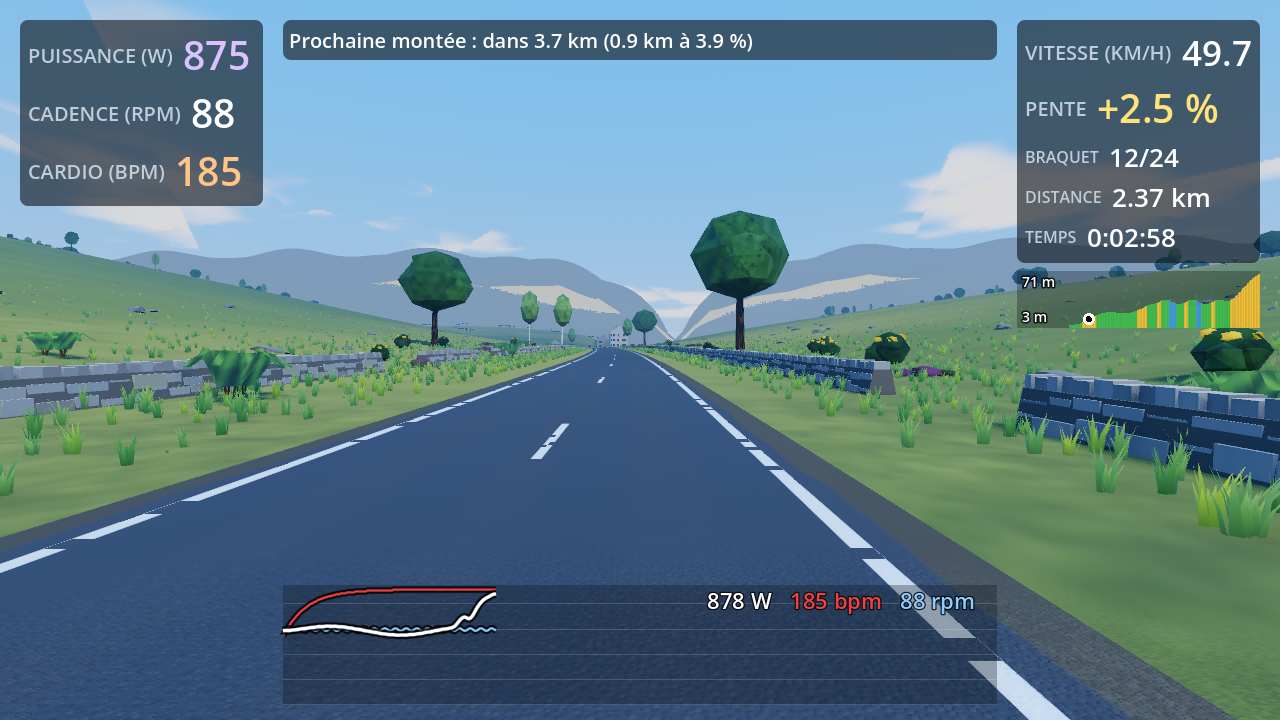 PUISSANCE (W) 875
CADENCE (RPM) 88
CARDIO (BPM) 185
Prochaine montée : dans 3.7 km (0.9 km à 3.9 %)
VITESSE (KM/H) 49.7
PENTE +2.5 %
BRAQUET 12/24
DISTANCE 2.37 km
TEMPS 0:02:58
71 m
3 m
878 W 185 bpm 88 rpm